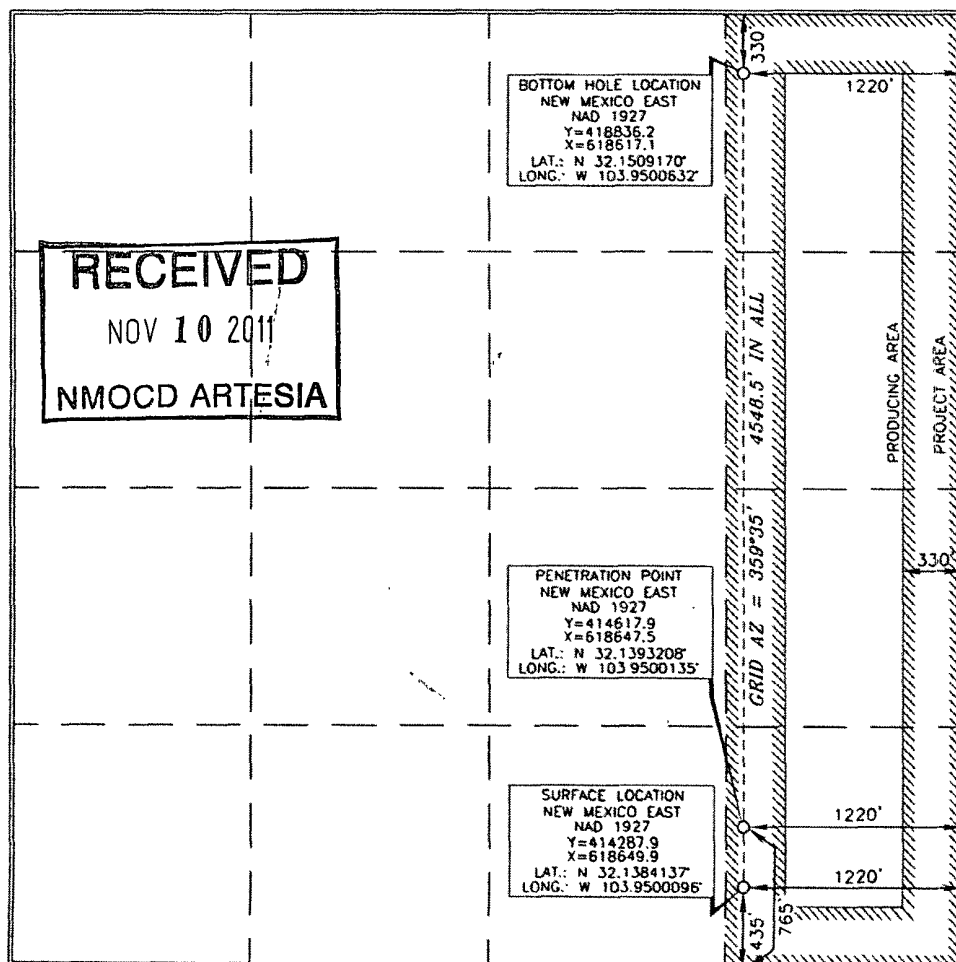 330'
BOTTOM HOLE LOCATION
NEW MEXICO EAST
NAD 1927
Y=418836.2
X=618617.1
LAT.: N 32.1509170°
LONG.: W 103.9500632°
1220'
RECEIVED
NOV 10 2011
NMOCD ARTESIA
GRID AZ = 359°35' 4548.5' IN ALL
PRODUCING AREA
PROJECT AREA
330'
PENETRATION POINT
NEW MEXICO EAST
NAD 1927
Y=414617.9
X=618647.5
LAT.: N 32.1393208°
LONG.: W 103.9500135°
SURFACE LOCATION
NEW MEXICO EAST
NAD 1927
Y=414287.9
X=618649.9
LAT.: N 32.1384137°
LONG.: W 103.9500096°
1220'
1220'
435'
765'